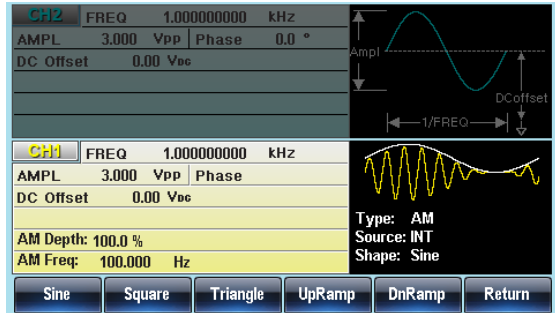 CH2 FREQ 1.000000000 kHz
AMPL 3.000 Vpp Phase 0.0 °
DC Offset 0.00 VDC
Ampl
DCoffset
1/FREQ
CH1 FREQ 1.000000000 kHz
AMPL 3.000 Vpp Phase
DC Offset 0.00 VDC
AM Depth: 100.0 %
AM Freq: 100.000 Hz
Type: AM
Source: INT
Shape: Sine
Sine Square Triangle UpRamp DnRamp Return